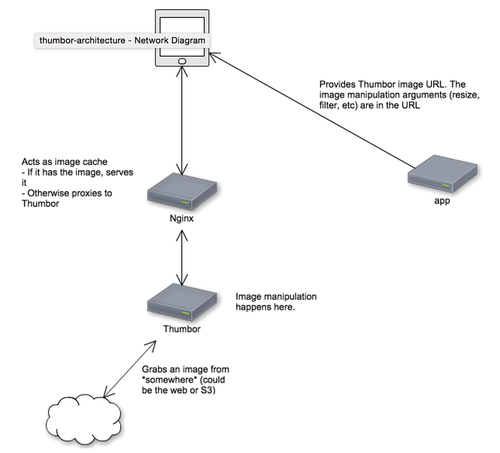 thumbor-architecture - Network Diagram
Provides Thumbor image URL. The
image manipulation arguments (resize,
filter, etc) are in the URL
Acts as image cache
- If it has the image, serves
it
- Otherwise proxies to
Thumbor
app
Nginx
Image manipulation
happens here.
Thumbor
Grabs an image from
*somewhere* (could
be the web or S3)